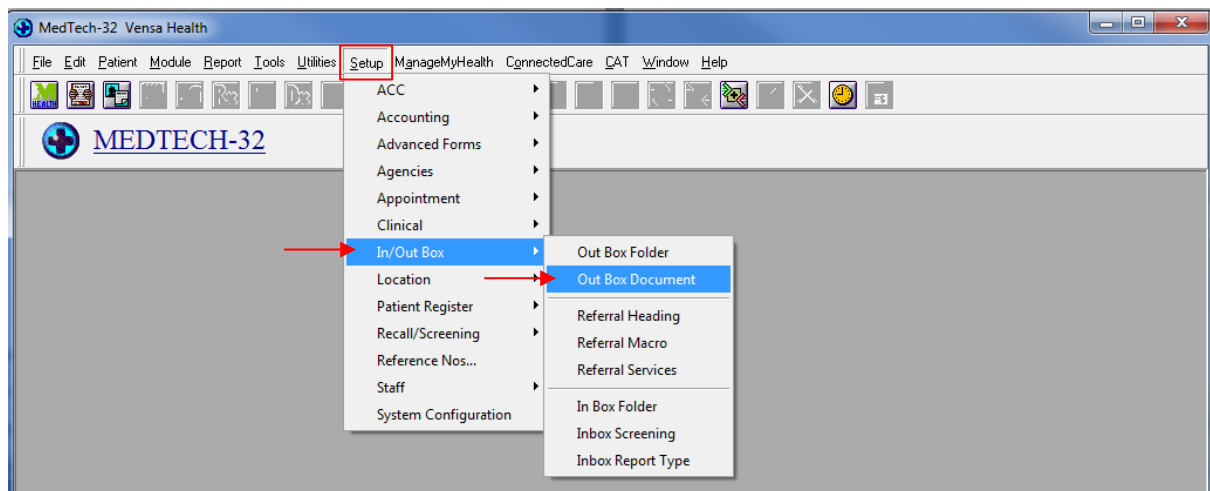 MedTech-32 Vensa Health
File Edit Patient Module Report Tools Utilities Setup ManageMyHealth ConnectedCare CAT Window Help
HEALTH Rx Dx
MEDTECH-32
ACC
Accounting
Advanced Forms
Agencies
Appointment
Clinical
In/Out Box
Location
Patient Register
Recall/Screening
Reference Nos...
Staff
System Configuration
Out Box Folder
Out Box Document
Referral Heading
Referral Macro
Referral Services
In Box Folder
Inbox Screening
Inbox Report Type